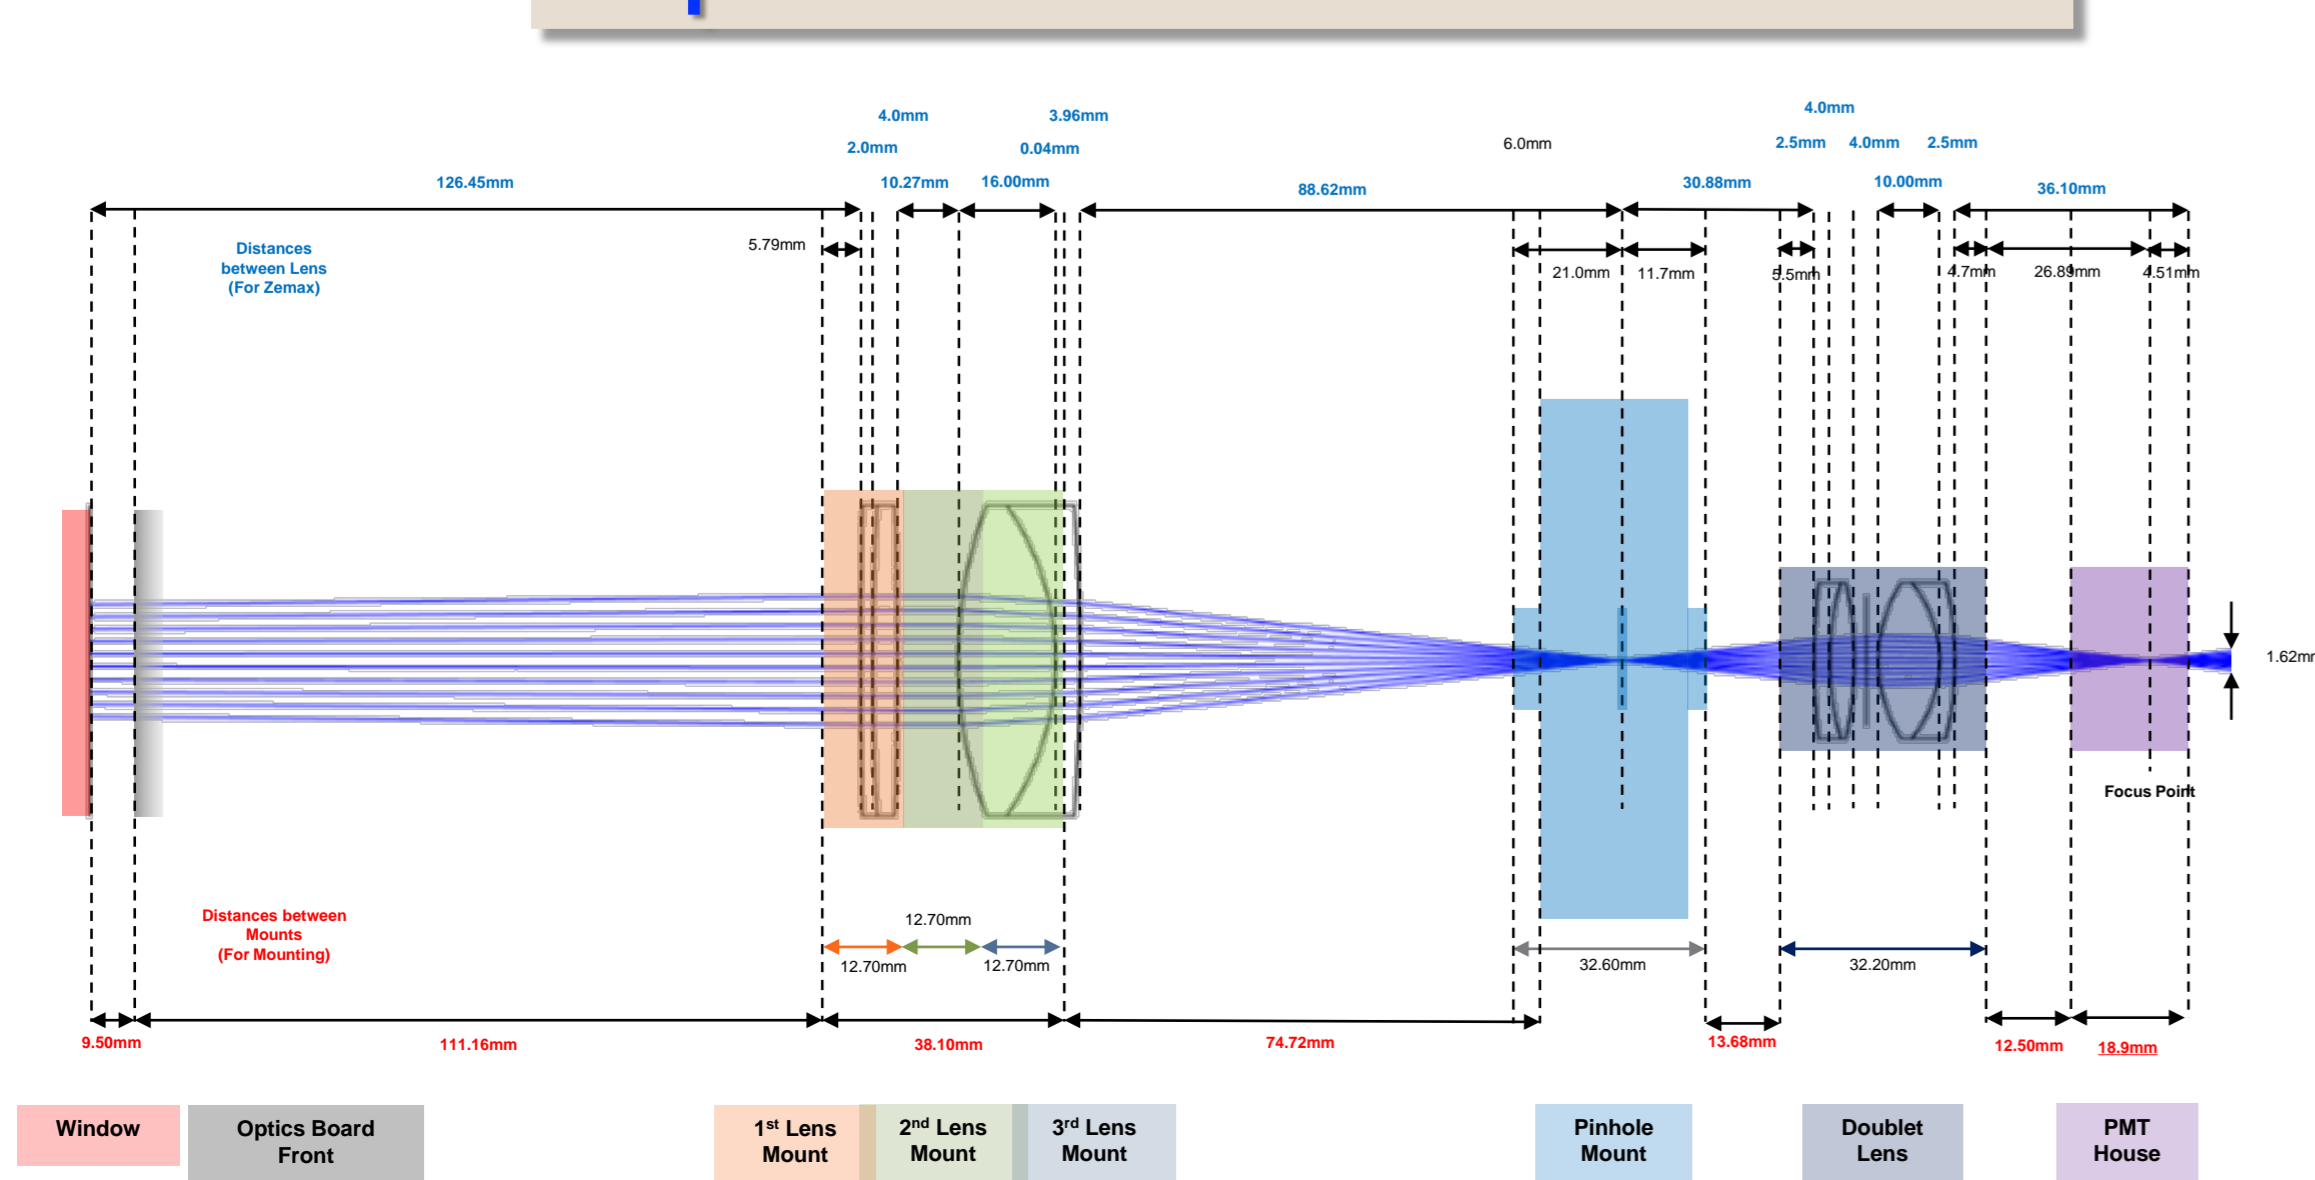 4.0mm
3.96mm
4.0mm
2.0mm
0.04mm
6.0mm
2.5mm
4.0mm
2.5mm
126.45mm
10.27mm
16.00mm
88.62mm
30.88mm
10.00mm
36.10mm
5.79mm
Distances
between Lens
(For Zemax)
21.0mm
11.7mm
5.5mm
4.7mm
26.89mm
4.51mm
1.62mm
Focus Point
Distances between
Mounts
(For Mounting)
12.70mm
12.70mm
12.70mm
32.60mm
32.20mm
9.50mm
111.16mm
38.10mm
74.72mm
13.68mm
12.50mm
18.9mm
Window
Optics Board
Front
1st Lens
Mount
2nd Lens
Mount
3rd Lens
Mount
Pinhole
Mount
Doublet
Lens
PMT
House